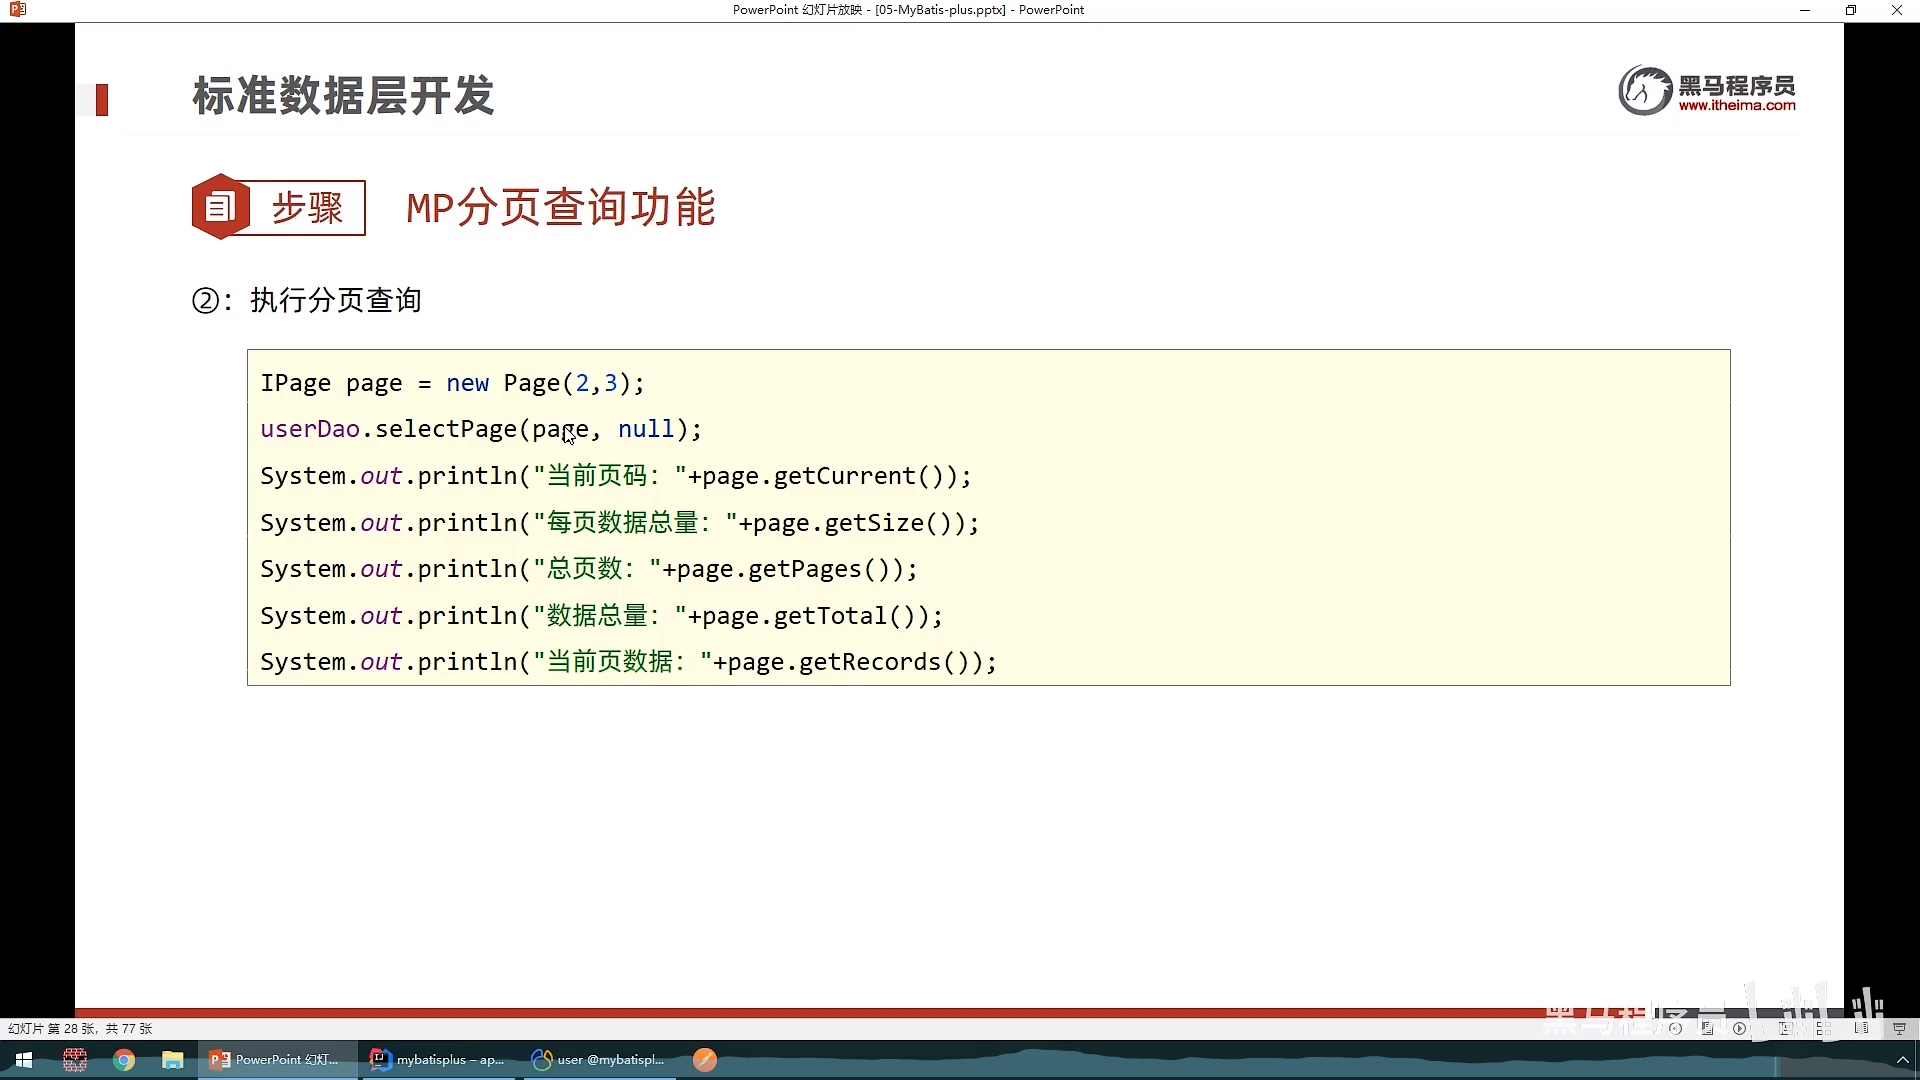 PowerPoint 幻灯片放映 - [05-MyBatis-plus.pptx] - PowerPoint
标准数据层开发
黑马程序员
www.itheima.com
步骤
MP分页查询功能
②：执行分页查询
IPage page = new Page(2,3);
userDao.selectPage(page, null);
System.out.println("当前页码："+page.getCurrent());
System.out.println("每页数据总量："+page.getSize());
System.out.println("总页数："+page.getPages());
System.out.println("数据总量："+page.getTotal());
System.out.println("当前页数据："+page.getRecords());
黑马程序员
幻灯片 第 28 张，共 77 张
PowerPoint 幻灯...
mybatisplus – ap...
user @mybatispl...